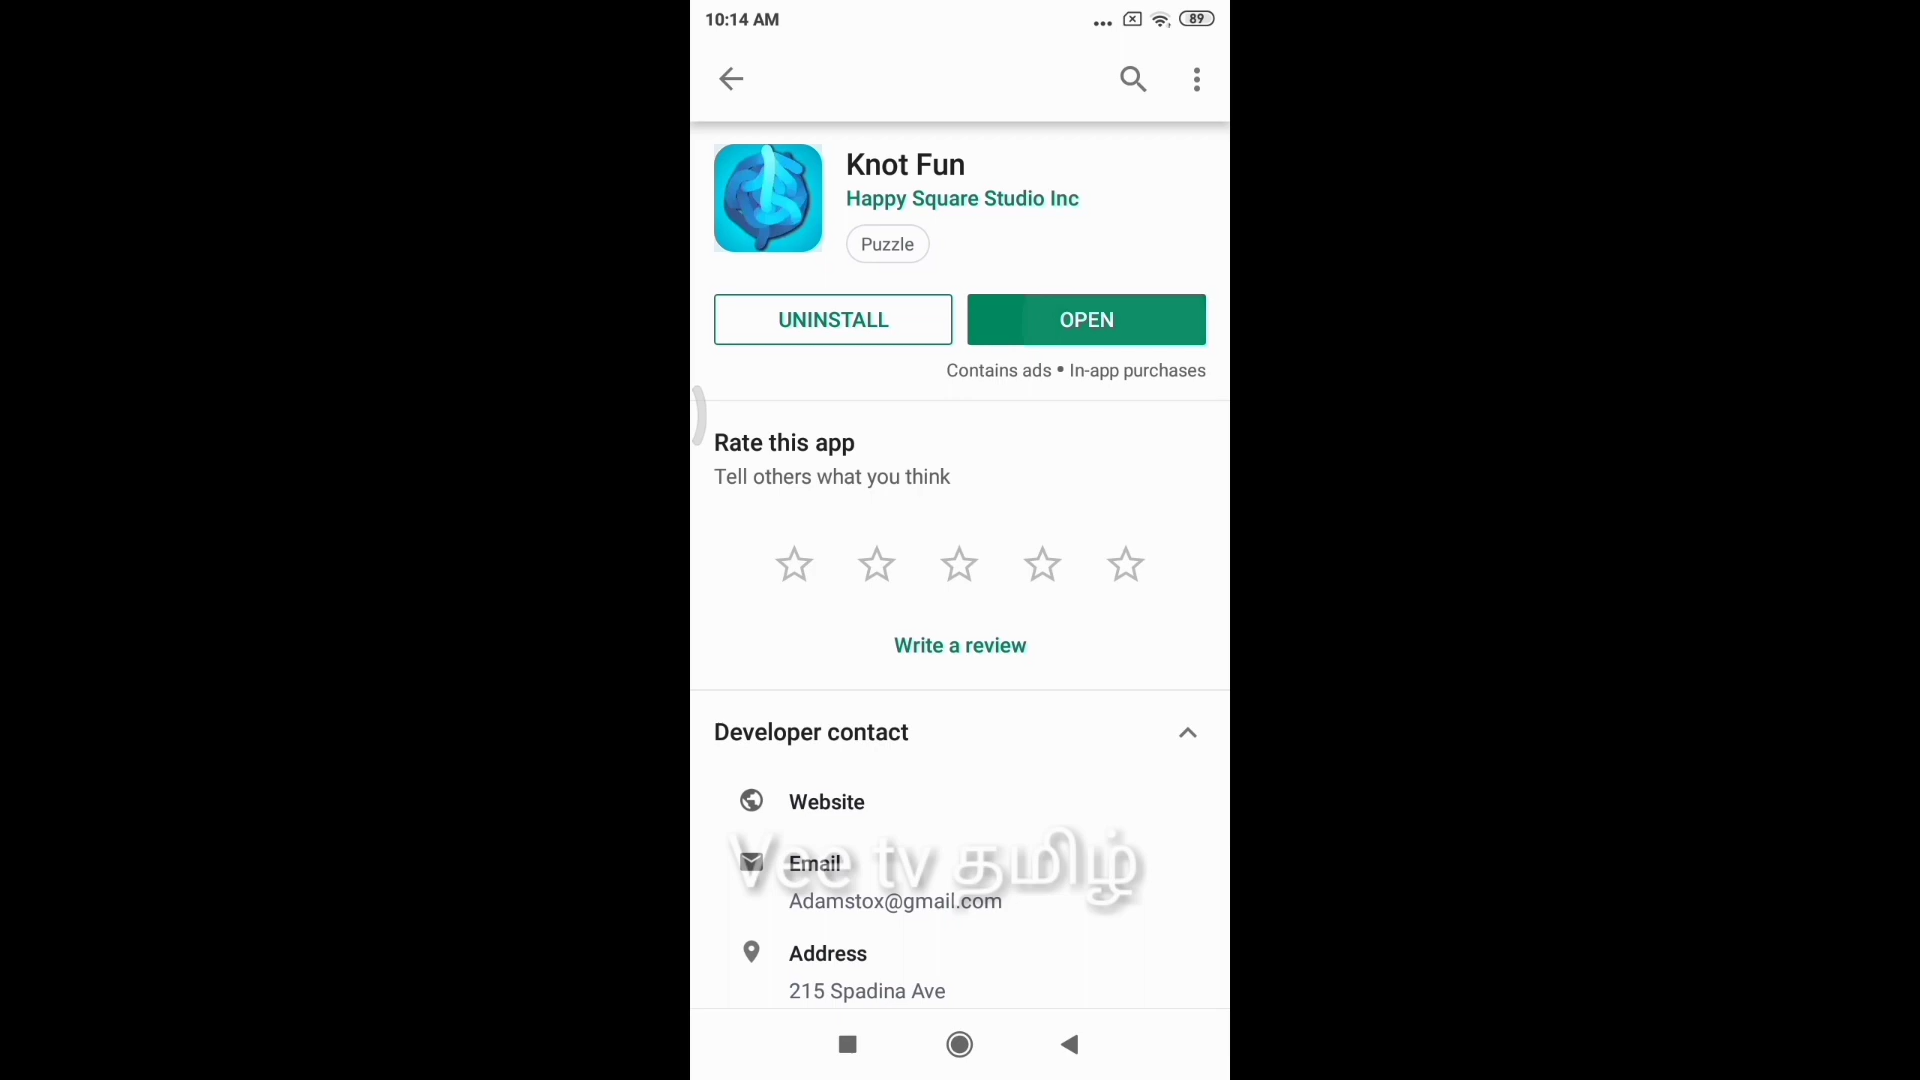 10:14 AM
89
Knot Fun
Happy Square Studio Inc
Puzzle
UNINSTALL
OPEN
Contains ads • In-app purchases
Rate this app
Tell others what you think
Write a review
Developer contact
Website
Vee tv தமிழ்
Email
Adamstox@gmail.com
Address
215 Spadina Ave